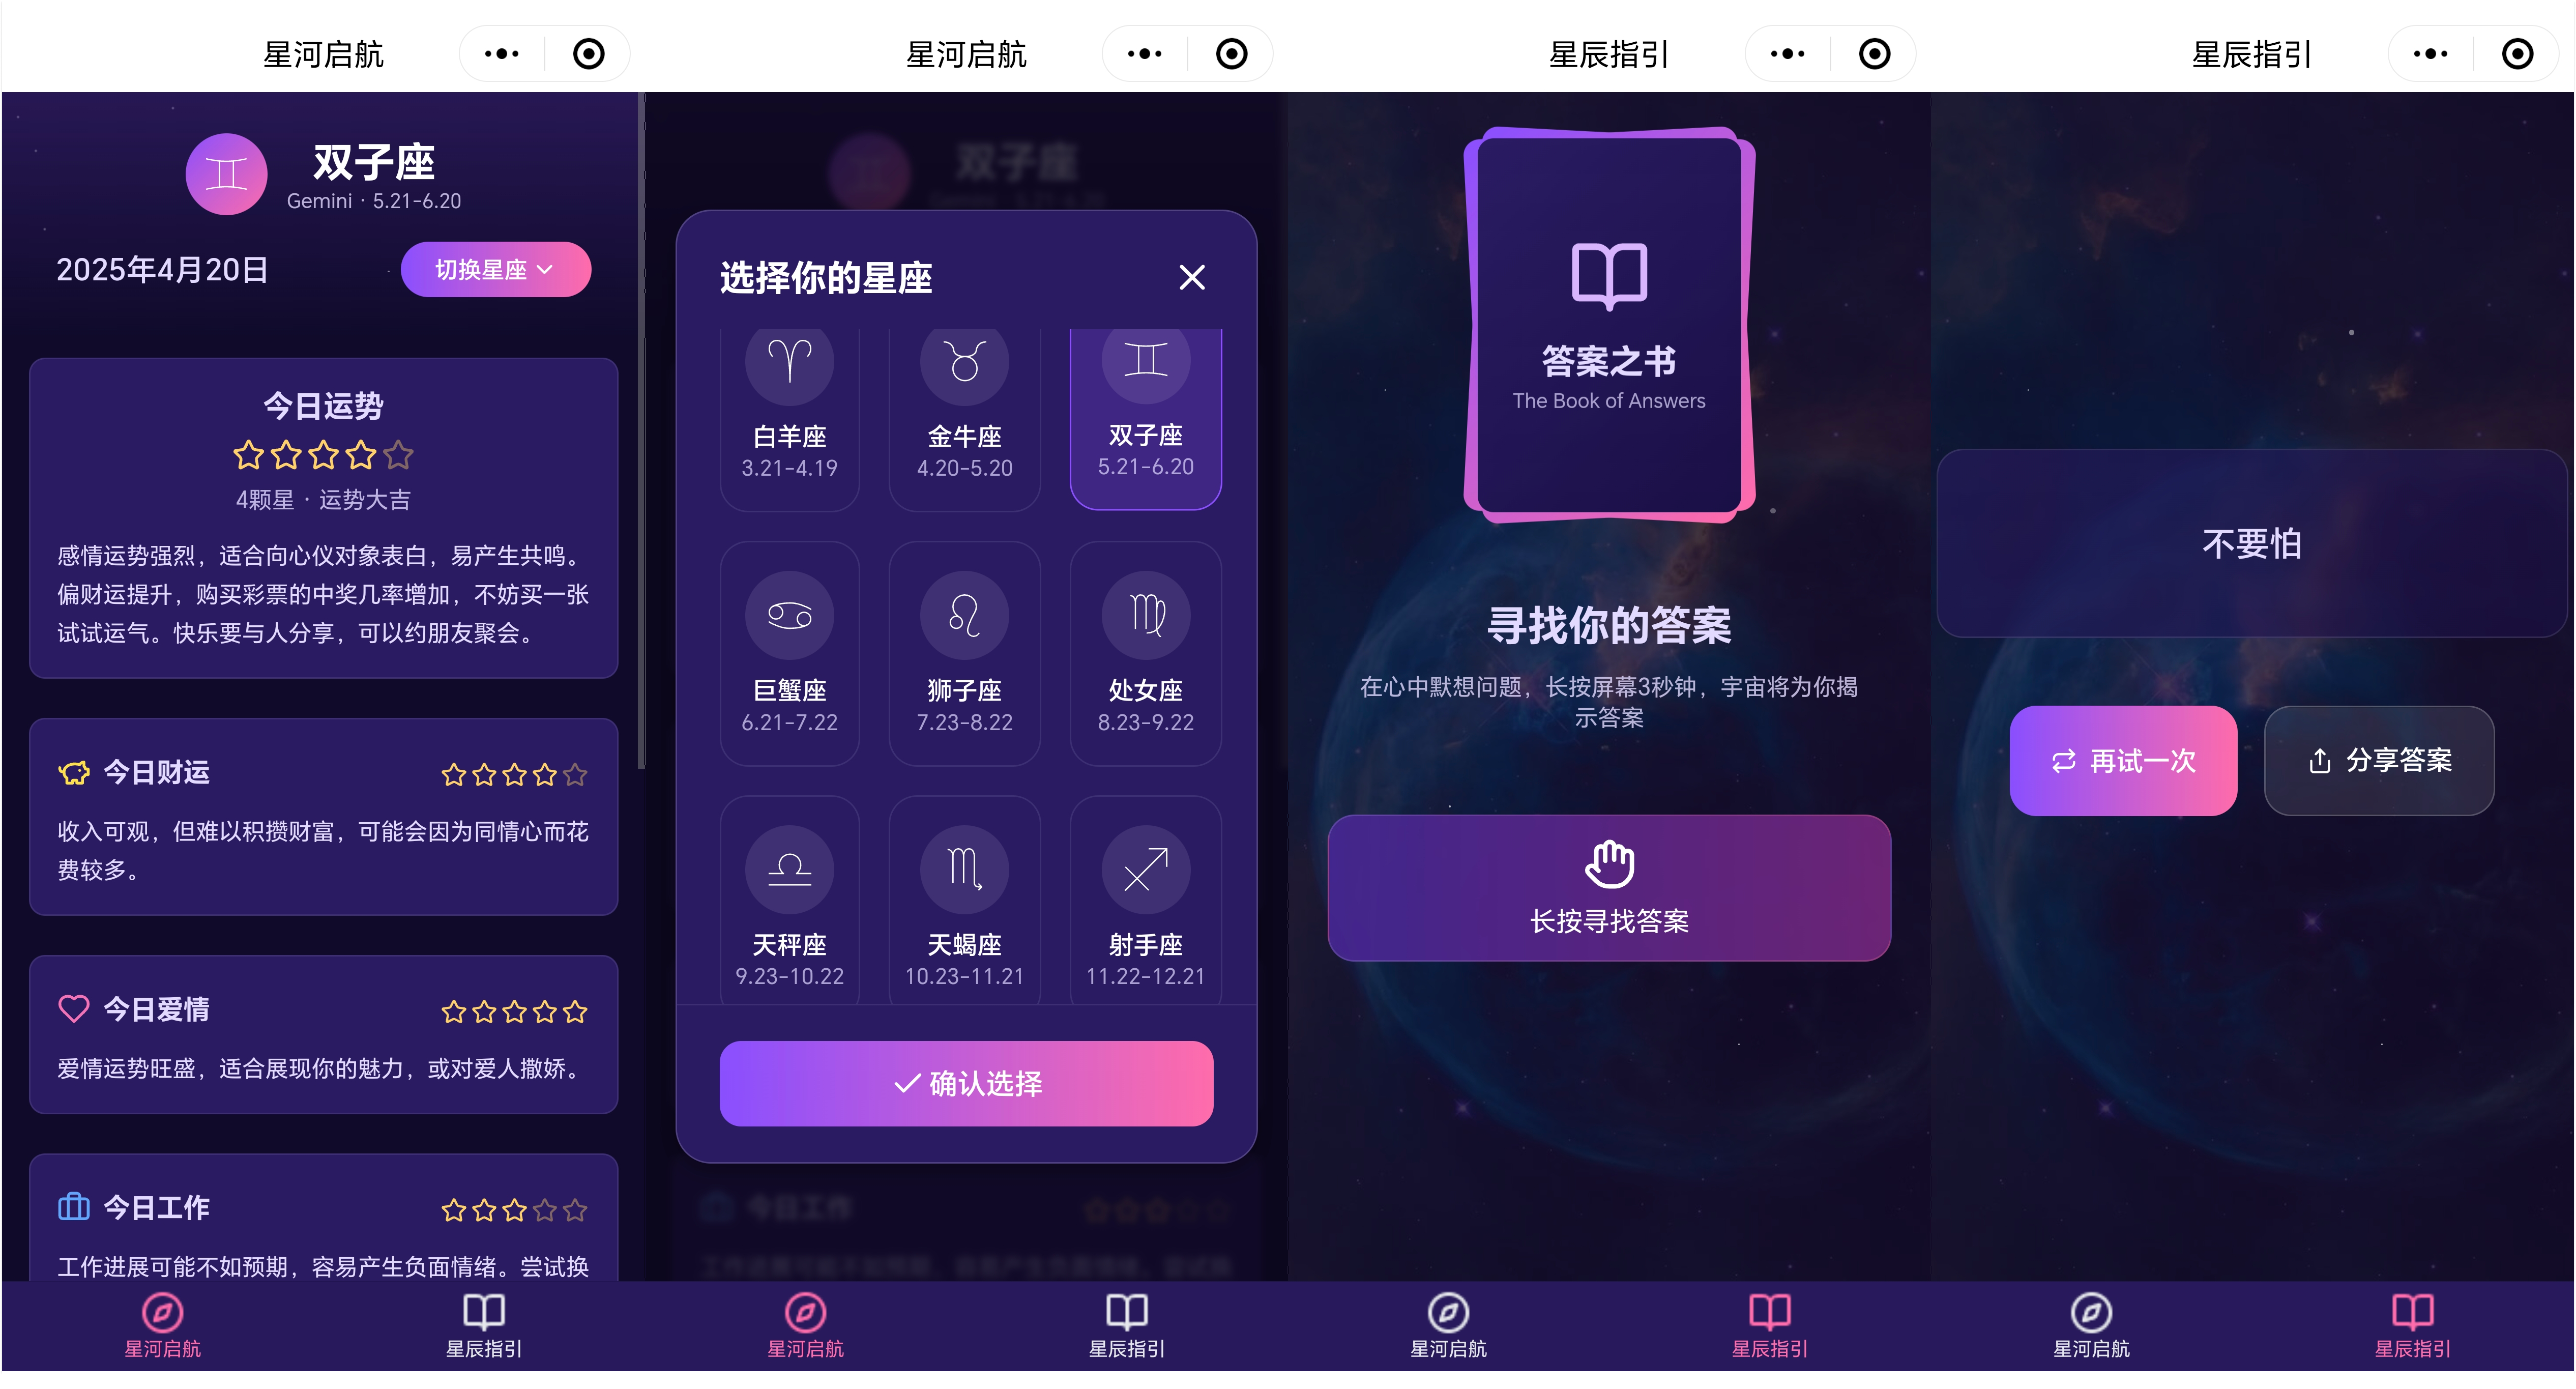 星河启航
双子座
Gemini · 5.21-6.20
2025年4月20日
切换星座
今日运势
4颗星 · 运势大吉
感情运势强烈，适合向心仪对象表白，易产生共鸣。
偏财运提升，购买彩票的中奖几率增加，不妨买一张
试试运气。快乐要与人分享，可以约朋友聚会。
今日财运
收入可观，但难以积攒财富，可能会因为同情心而花
费较多。
今日爱情
爱情运势旺盛，适合展现你的魅力，或对爱人撒娇。
今日工作
工作进展可能不如预期，容易产生负面情绪。尝试换
星河启航
星辰指引
星河启航
双子座
选择你的星座
白羊座
3.21-4.19
金牛座
4.20-5.20
双子座
5.21-6.20
巨蟹座
6.21-7.22
狮子座
7.23-8.22
处女座
8.23-9.22
天秤座
9.23-10.22
天蝎座
10.23-11.21
射手座
11.22-12.21
确认选择
今日工作
星河启航
星辰指引
星辰指引
答案之书
The Book of Answers
寻找你的答案
在心中默想问题，长按屏幕3秒钟，宇宙将为你揭
示答案
长按寻找答案
星河启航
星辰指引
星辰指引
不要怕
再试一次
分享答案
星河启航
星辰指引